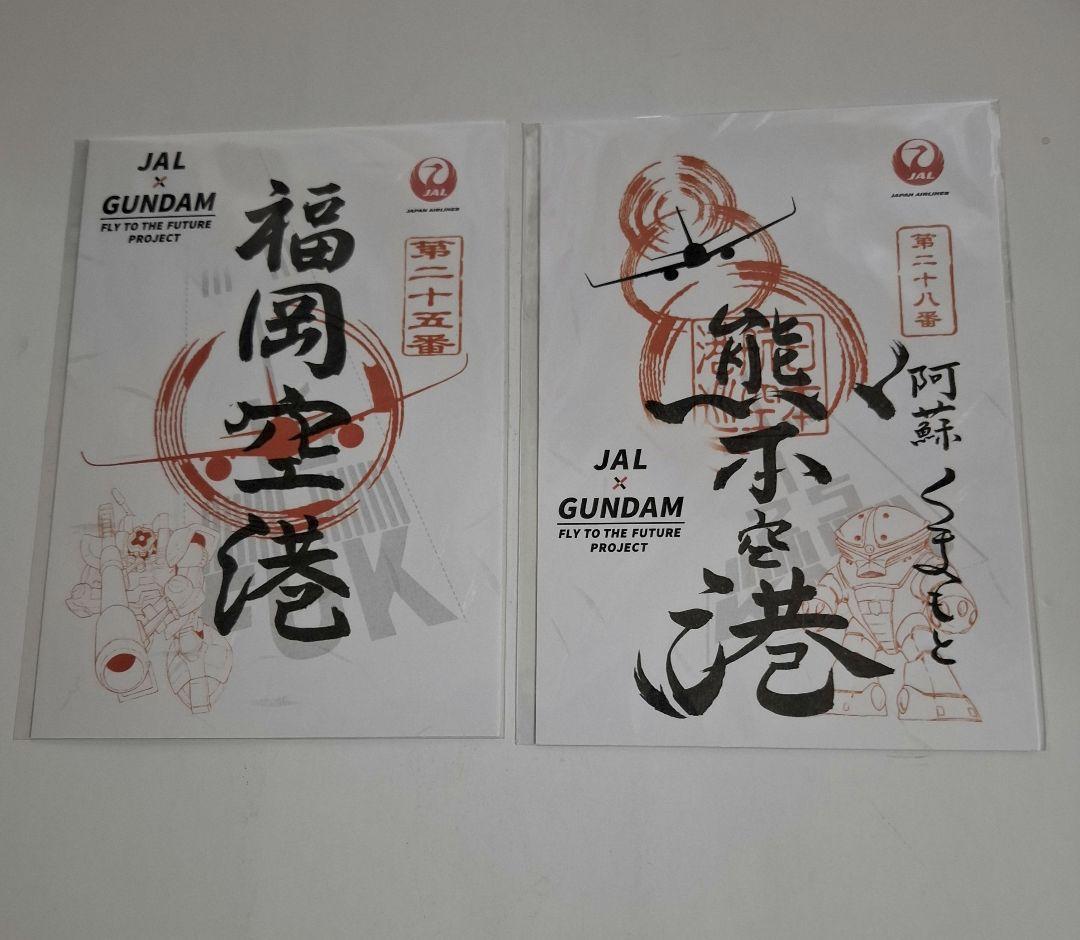 JAL
×
GUNDAM
FLY TO THE FUTURE
PROJECT
福岡空港
JAL
JAPAN AIRLINES
第二十五番
JAL
JAPAN AIRLINES
第二十八番
阿蘇くまもと
熊本空港
JAL
×
GUNDAM
FLY TO THE FUTURE
PROJECT